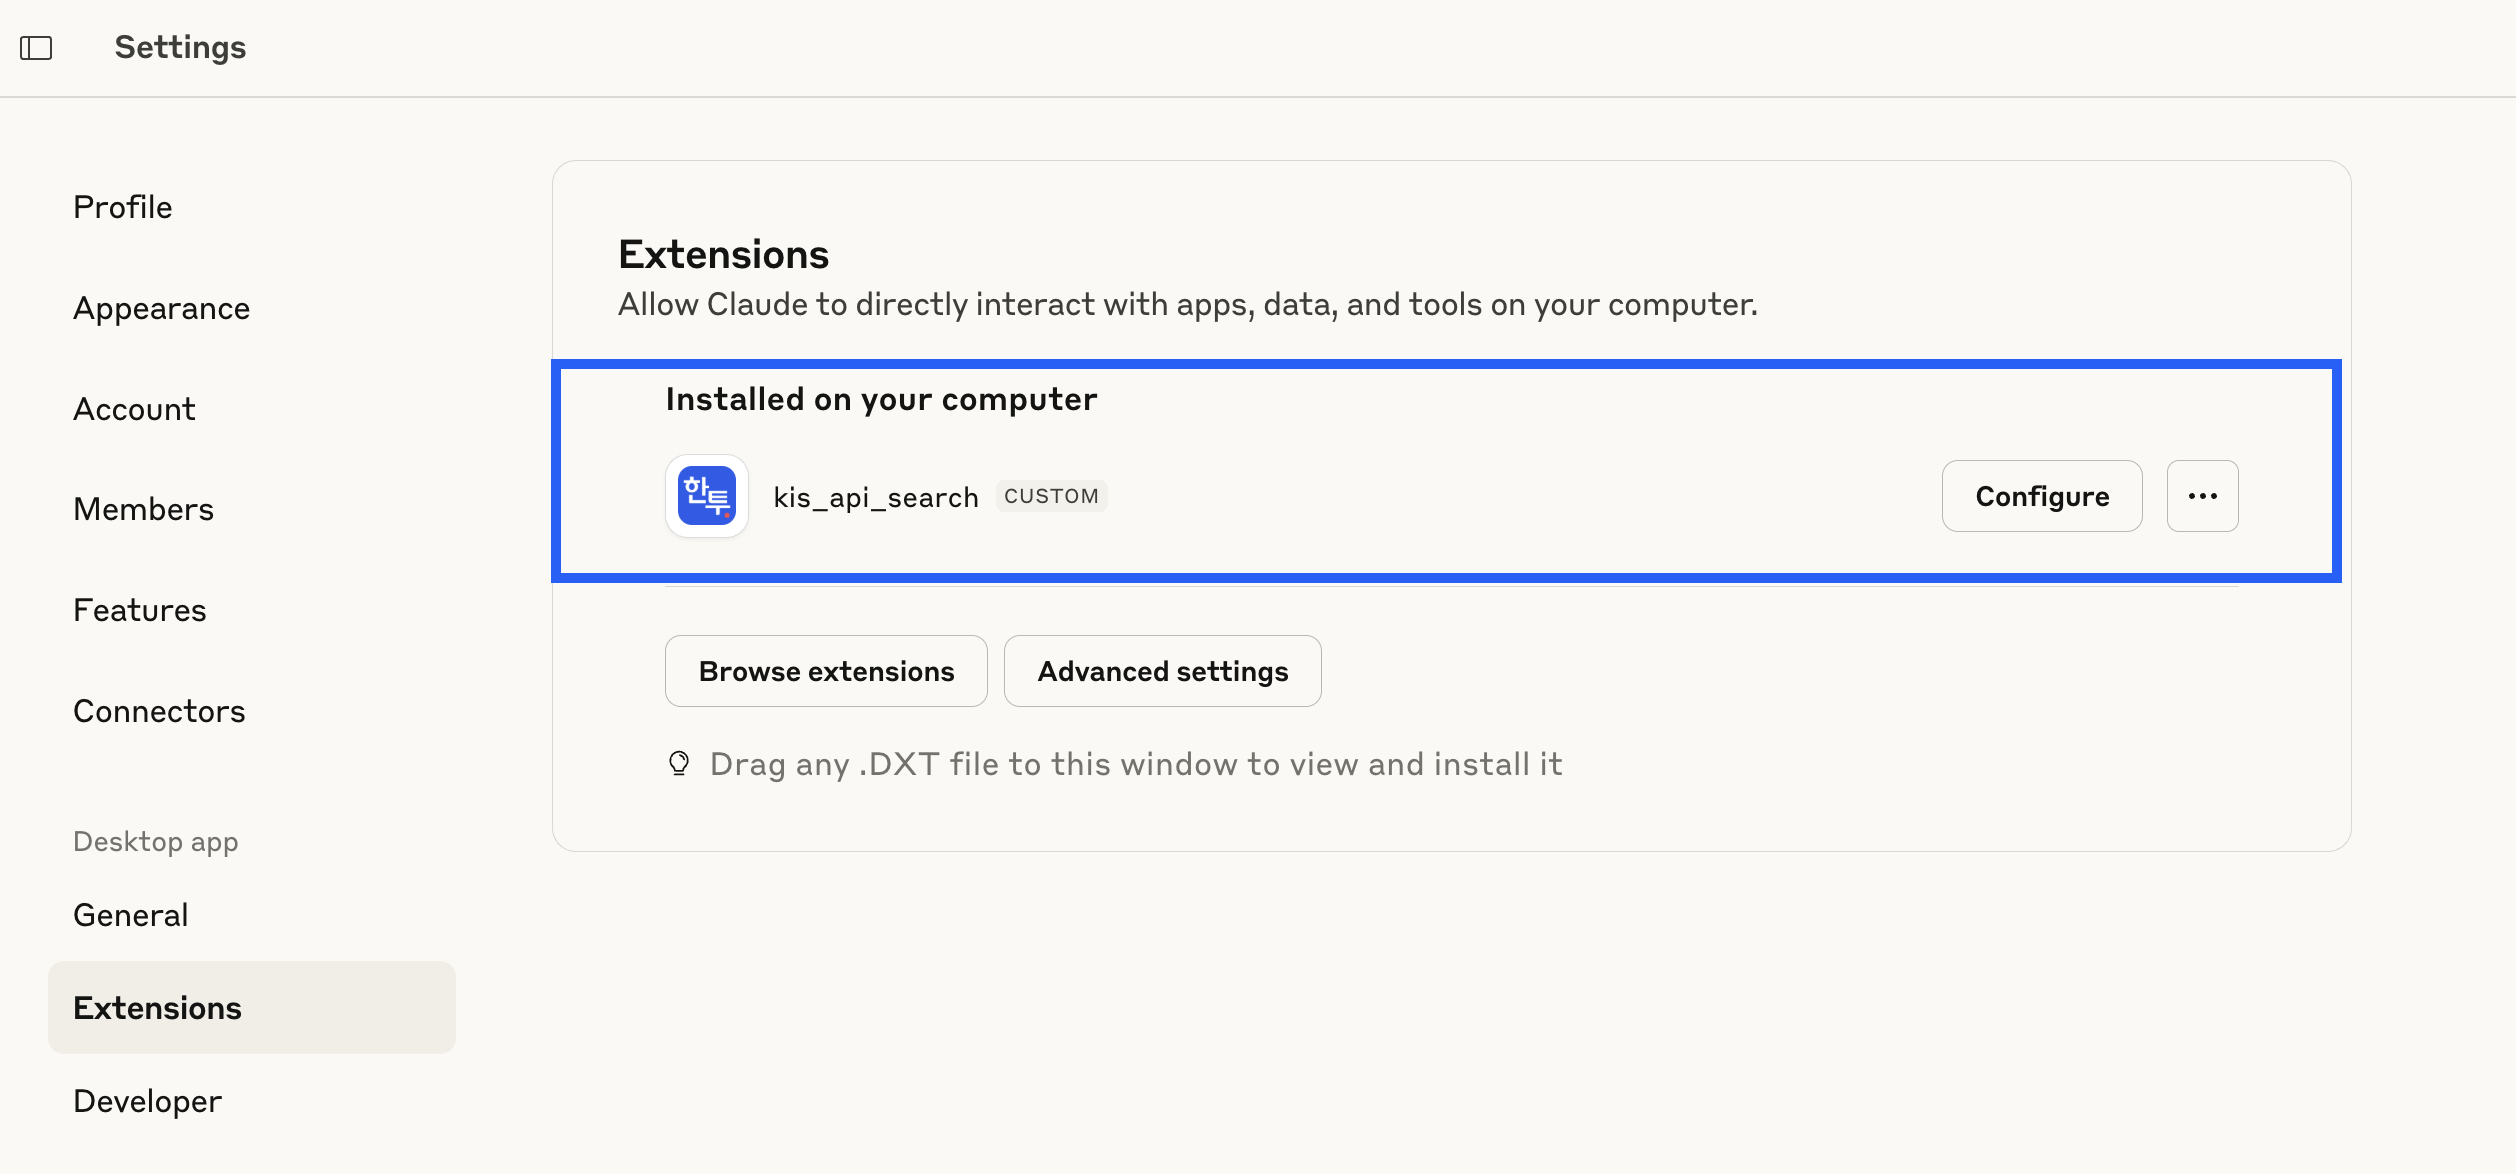 Settings
Profile
Appearance
Account
Members
Features
Connectors
Desktop app
General
Extensions
Developer
Extensions
Allow Claude to directly interact with apps, data, and tools on your computer.
Installed on your computer
한투
kis_api_search CUSTOM
Configure
Browse extensions
Advanced settings
Drag any .DXT file to this window to view and install it